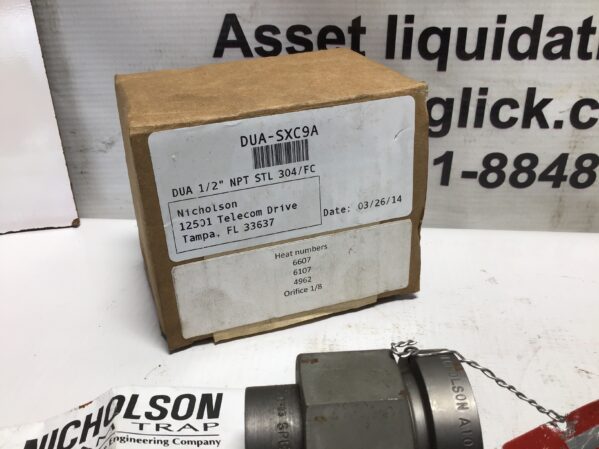 Asset liquidati
glick.c
1-8848
DUA-SXC9A
DUA 1/2" NPT STL 304/FC
Nicholson
12501 Telecom Drive
Tampa, FL 33637
Date: 03/26/14
Heat numbers
6607
6107
4962
Orifice 1/8
NICHOLSON
TRAP
Engineering Company